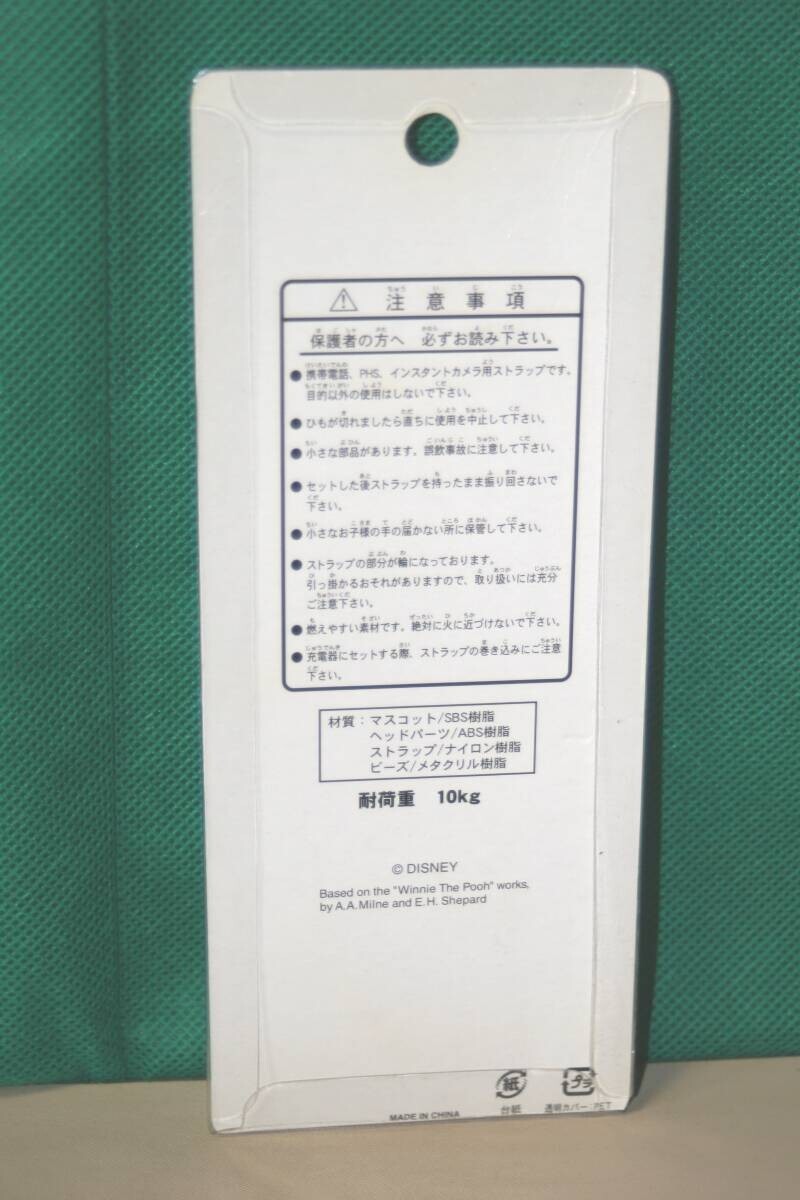 注意事項
保護者の方へ 必ずお読み下さい。
●携帯電話、PHS、インスタントカメラ用ストラップです。
目的以外の使用はしないで下さい。
●ひもが切れましたら直ちに使用を中止して下さい。
●小さな部品があります。誤飲事故に注意して下さい。
●セットした後ストラップを持ったまま振り回さないで
下さい。
●小さなお子様の手の届かない所に保管して下さい。
●ストラップの部分が輪になっております。
引っ掛かるおそれがありますので、取り扱いには充分
ご注意下さい。
●燃えやすい素材です。絶対に火に近づけないで下さい。
●充電器にセットする際、ストラップの巻き込みにご注意
下さい。
材質：マスコット/SBS樹脂
ヘッドパーツ/ABS樹脂
ストラップ/ナイロン樹脂
ビーズ/メタクリル樹脂
耐荷重 10kg
© DISNEY
Based on the "Winnie The Pooh" works,
by A.A.Milne and E.H. Shepard
紙 プラ
MADE IN CHINA 台紙 透明カバー：PET